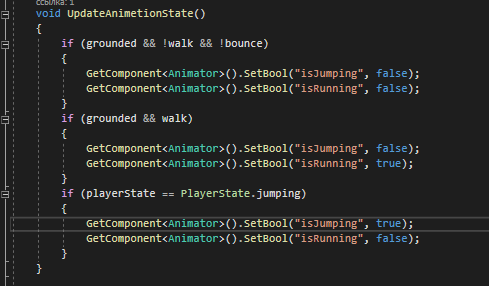 ссылка: 1
void UpdateAnimetionState()
{
if (grounded && !walk && !bounce)
{
GetComponent<Animator>().SetBool("isJumping", false);
GetComponent<Animator>().SetBool("isRunning", false);
}
if (grounded && walk)
{
GetComponent<Animator>().SetBool("isJumping", false);
GetComponent<Animator>().SetBool("isRunning", true);
}
if (playerState == PlayerState.jumping)
{
GetComponent<Animator>().SetBool("isJumping", true);
GetComponent<Animator>().SetBool("isRunning", false);
}
}